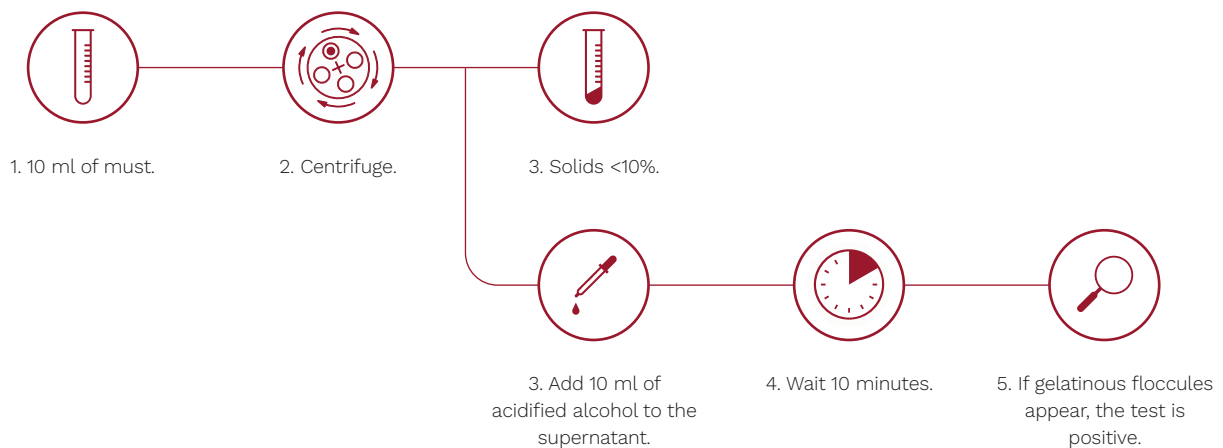 1. 10 ml of must.
2. Centrifuge.
3. Solids <10%.
3. Add 10 ml of
acidified alcohol to the
supernatant.
4. Wait 10 minutes.
5. If gelatinous floccules
appear, the test is
positive.